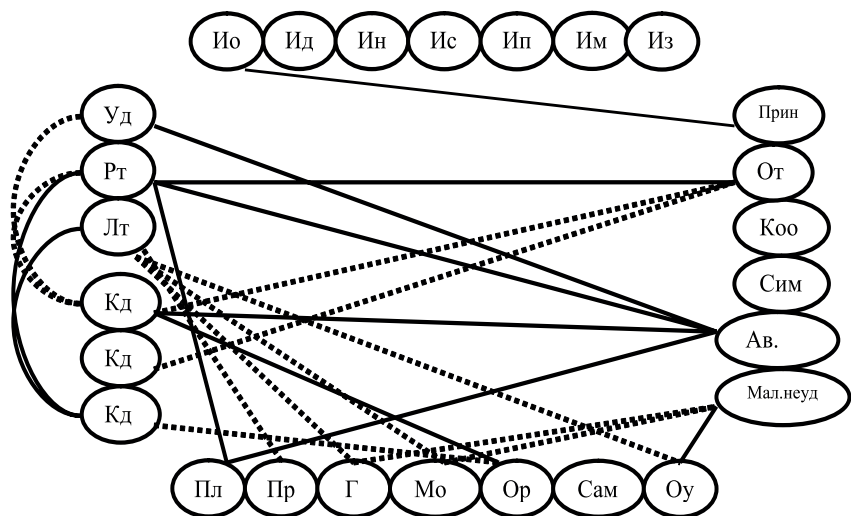 Ио Ид Ин Ис Ип Им Из
Уд
Рт
Лт
Кд
Кд
Кд
Прин
От
Коо
Сим
Ав.
Мал.неуд
Пл Пр Г Мо Ор Сам Оу